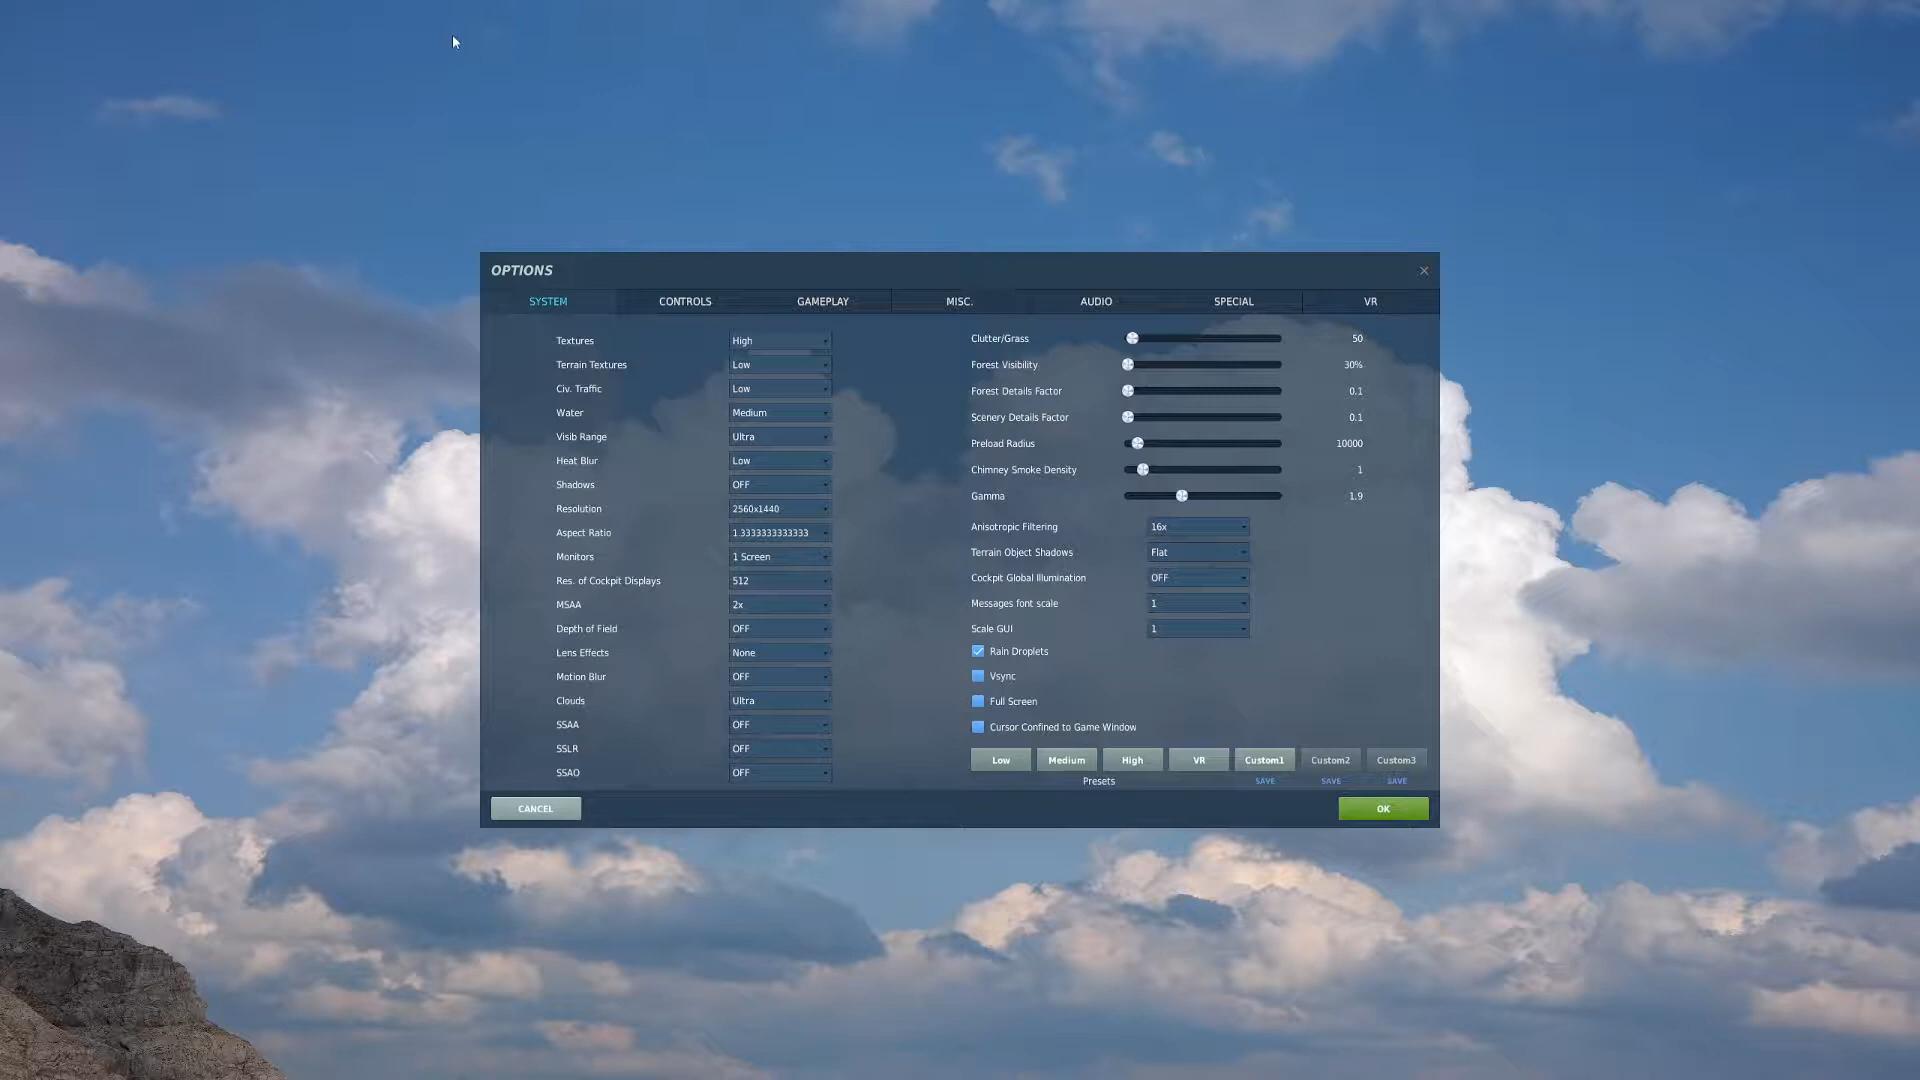 OPTIONS
SYSTEM CONTROLS GAMEPLAY MISC. AUDIO SPECIAL VR
Textures High
Terrain Textures Low
Civ. Traffic Low
Water Medium
Visib Range Ultra
Heat Blur Low
Shadows OFF
Resolution 2560x1440
Aspect Ratio 1.3333333333333
Monitors 1 Screen
Res. of Cockpit Displays 512
MSAA 2x
Depth of Field OFF
Lens Effects None
Motion Blur OFF
Clouds Ultra
SSAA OFF
SSLR OFF
SSAO OFF
Clutter/Grass 50
Forest Visibility 30%
Forest Details Factor 0.1
Scenery Details Factor 0.1
Preload Radius 10000
Chimney Smoke Density 1
Gamma 1.9
Anisotropic Filtering 16x
Terrain Object Shadows Flat
Cockpit Global Illumination OFF
Messages font scale 1
Scale GUI 1
Rain Droplets
Vsync
Full Screen
Cursor Confined to Game Window
Low Medium High VR Custom1 Custom2 Custom3
Presets SAVE SAVE SAVE
CANCEL OK